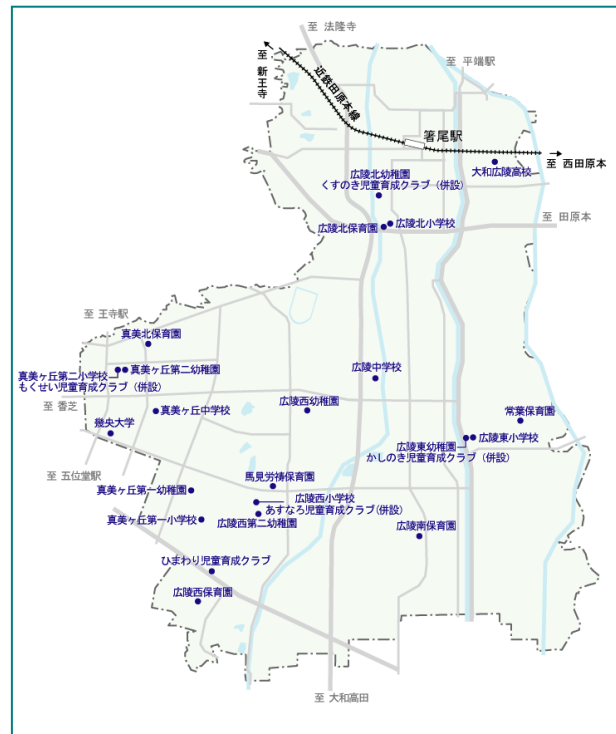 至 法隆寺
至 新王寺
近鉄田原本線
至 平端駅
箸尾駅
至 西田原本
大和広陵高校
広陵北幼稚園
くすのき児童育成クラブ（併設）
広陵北小学校
広陵北保育園
至 田原本
至 王寺駅
真美北保育園
真美ヶ丘第二幼稚園
真美ヶ丘第二小学校
もくせい児童育成クラブ（併設）
広陵中学校
至 香芝
真美ヶ丘中学校
広陵西幼稚園
常葉保育園
幾央大学
広陵東小学校
広陵東幼稚園
かしのき児童育成クラブ（併設）
至 五位堂駅
馬見労祷保育園
真美ヶ丘第一幼稚園
広陵西小学校
あすなろ児童育成クラブ（併設）
広陵西第二幼稚園
真美ヶ丘第一小学校
広陵南保育園
ひまわり児童育成クラブ
広陵西保育園
至 大和高田